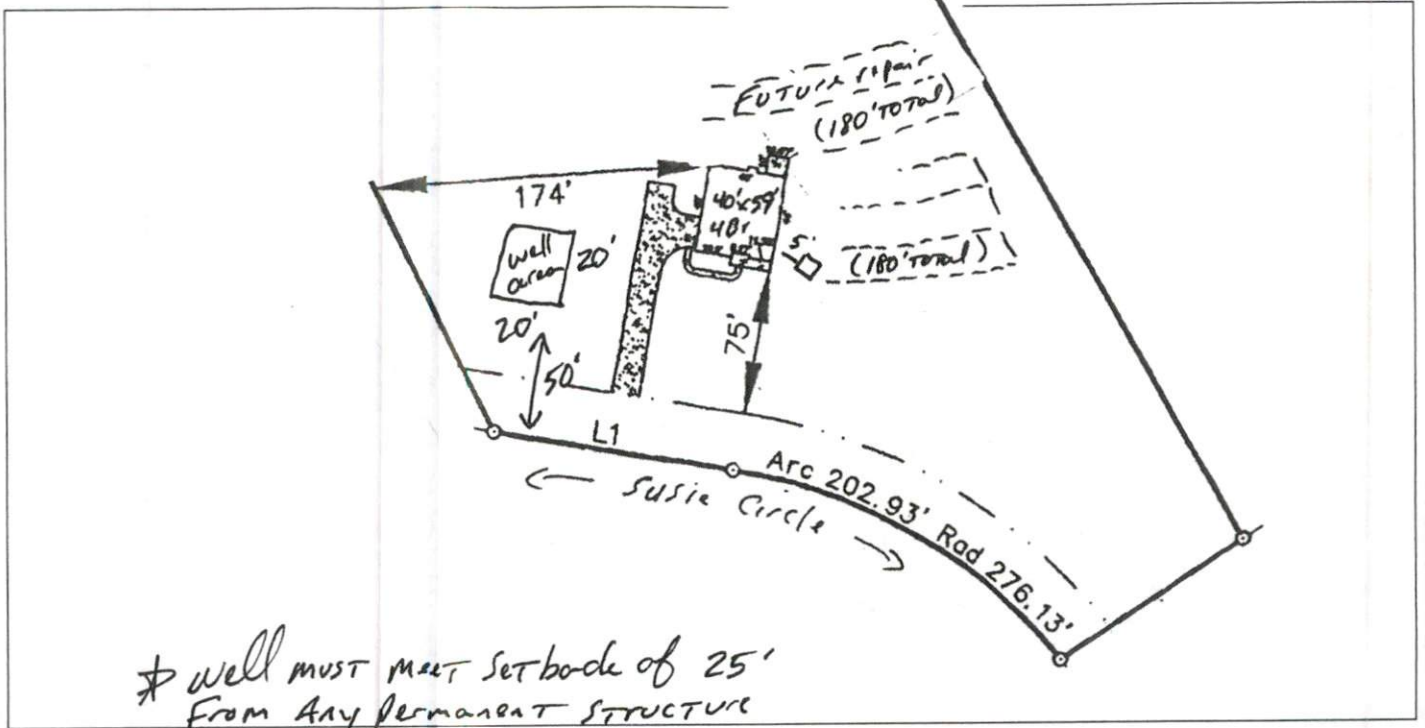 Future repair
(180' TOTAl)
174'
40'x59'
4Br
well
area
20'
20'
5'
(180' Total)
75'
50'
L1
Arc 202.93' Rad 276.13'
Susie Circle
* well must meet setback of 25'
From Any Permanent Structure